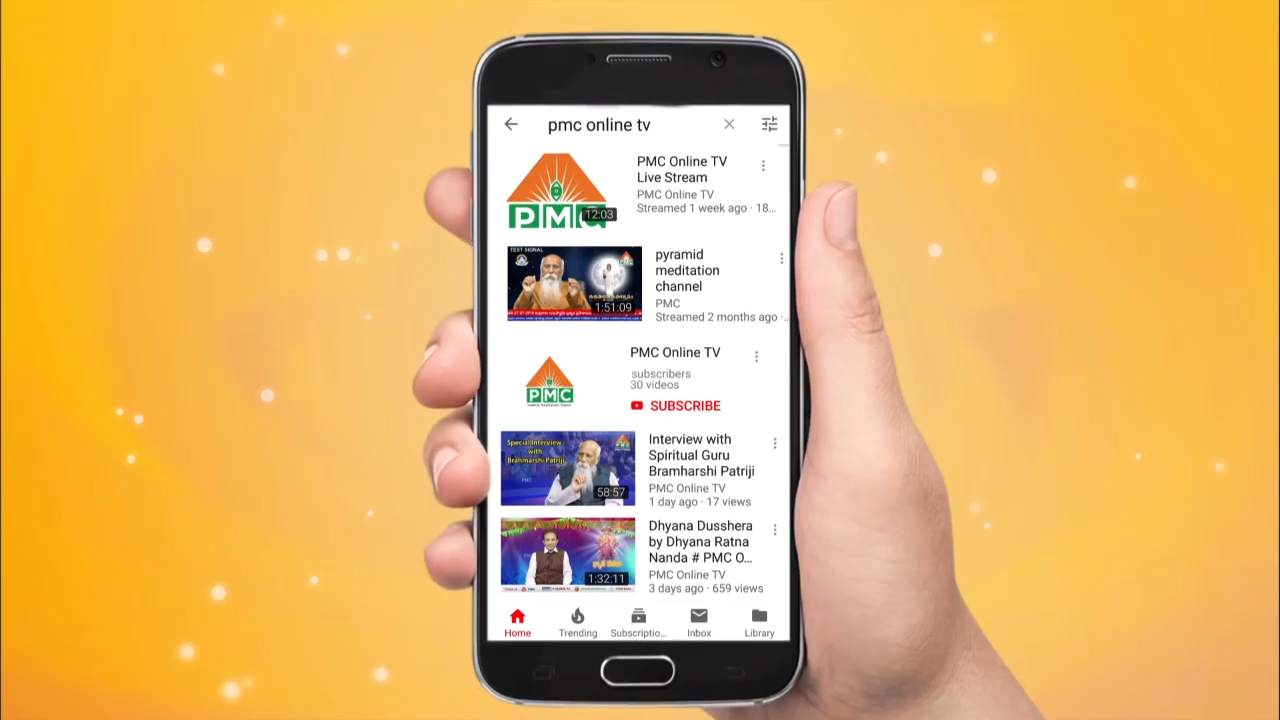 pmc online tv
PMC Online TV
Live Stream
PMC Online TV
Streamed 1 week ago · 18...
PMC
12:03
TEST SIGNAL
PMC
1:51:09
pyramid
meditation
channel
PMC
Streamed 2 months ago ·..
PMC Online TV
subscribers
30 videos
SUBSCRIBE
PMC
Special Interview
with
Brahmarshi Patriji
58:57
Interview with
Spiritual Guru
Bramharshi Patriji
PMC Online TV
1 day ago · 17 views
1:32:11
Dhyana Dusshera
by Dhyana Ratna
Nanda # PMC O...
PMC Online TV
3 days ago · 659 views
Home
Trending
Subscriptio...
Inbox
Library